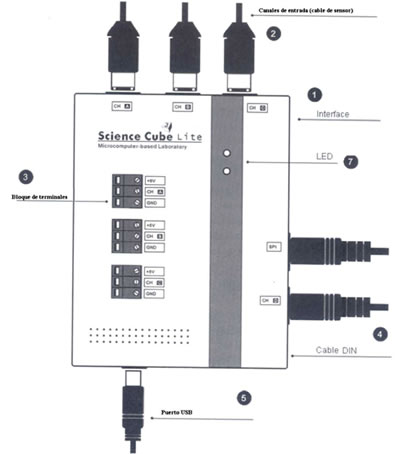 Canales de entrada (cable de sensor)
2
1
CH A
CH B
CH C
Interface
Science Cube Lite
Microcomputer-based Laboratory
LED
7
3
Bloque de terminales
+5V
CH A
GND
+5V
CH B
GND
SPI
+5V
CH C
GND
4
Cable DIN
5
Puerto USB